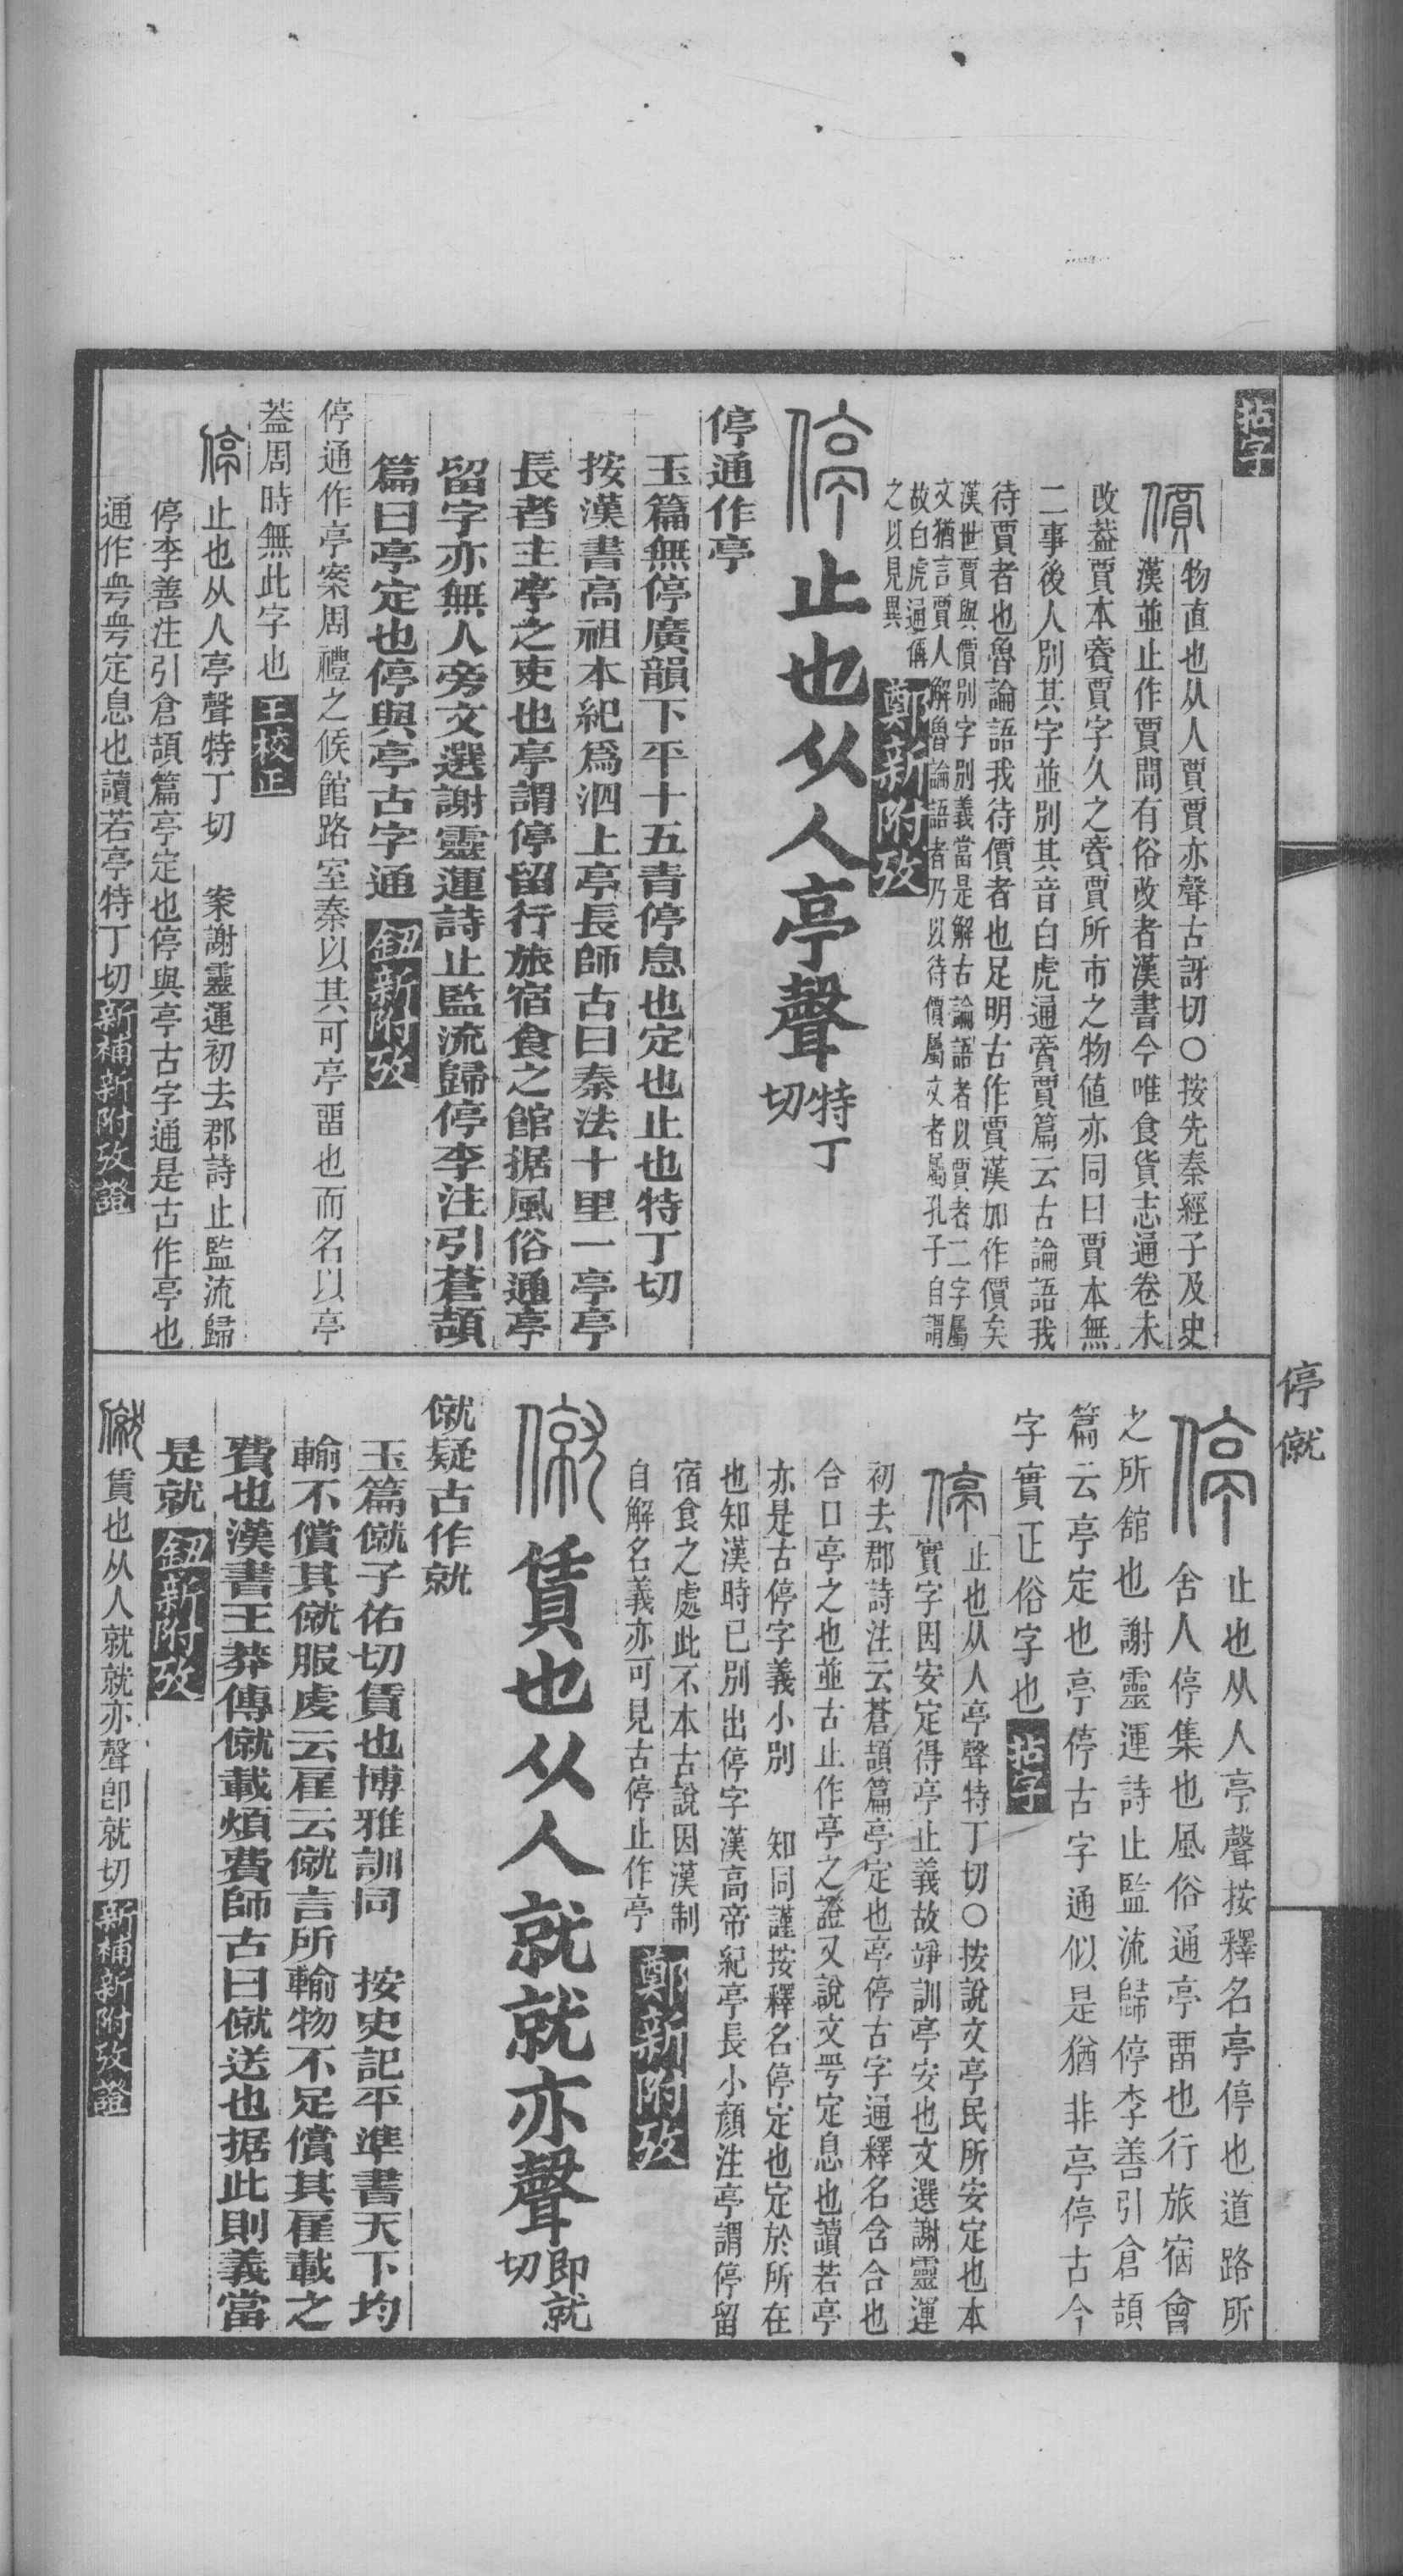 拈字
價物直也从人賈賈亦聲古訝切○按先秦經子及史
漢並止作賈間有俗改者漢書今唯食貨志通卷未
改葢賈本賣賈字久之賣賈所市之物値亦同曰賈本無
二事後人別其字並別其音白虎通賣賈篇云古論語我
待賈者也魯論語我待價者也足明古作賈漢加作價矣
漢世賈與價別字別義當是解古論語者以賈者二字屬
文猶言賈人解魯論語者乃以待價屬文者屬孔子自謂
故白虎通偁
之以見異
鄭新附攷
停止也从人亭聲特丁切
停通作亭
玉篇無停廣韻下平十五青停息也定也止也特丁切
按漢書高祖本紀爲泗上亭長師古曰秦法十里一亭亭
長者主亭之吏也亭謂停留行旅宿食之館据風俗通亭
留字亦無人旁文選謝靈運詩止監流歸停李注引蒼頡
篇曰亭定也停與亭古字通鈕新附攷
停通作亭案周禮之候館路室秦以其可亭畱也而名以亭
葢周時無此字也王校正
停止也从人亭聲特丁切 案謝靈運初去郡詩止監流歸
停李善注引倉頡篇亭定也停與亭古字通是古作亭也
通作甹甹定息也讀若亭特丁切新補新附攷證
停僦
停止也从人亭聲按釋名亭停也道路所
舍人停集也風俗通亭畱也行旅宿會
之所館也謝靈運詩止監流歸停李善引倉頡
篇云亭定也亭停古字通似是猶非亭停古今
字實正俗字也拈字
停止也从人亭聲特丁切○按說文亭民所安定也本
實字因安定得亭止義故竫訓亭安也文選謝靈運
初去郡詩注云蒼頡篇亭定也亭停古字通釋名含合也
合口亭之也並古止作亭之證又說文甹定息也讀若亭
亦是古停字義小別 知同謹按釋名停定也定於所在
也知漢時已別出停字漢高帝紀亭長小顏注亭謂停留
宿食之處此不本古說因漢制
自解名義亦可見古停止作亭鄭新附攷
僦賃也从人就就亦聲即就切
僦疑古作就
玉篇僦子佑切賃也博雅訓同 按史記平準書天下均
輸不償其僦服虔云雇云僦言所輸物不足償其雇載之
費也漢書王莽傳僦載煩費師古曰僦送也据此則義當
是就鈕新附攷
僦賃也从人就就亦聲卽就切新補新附攷證